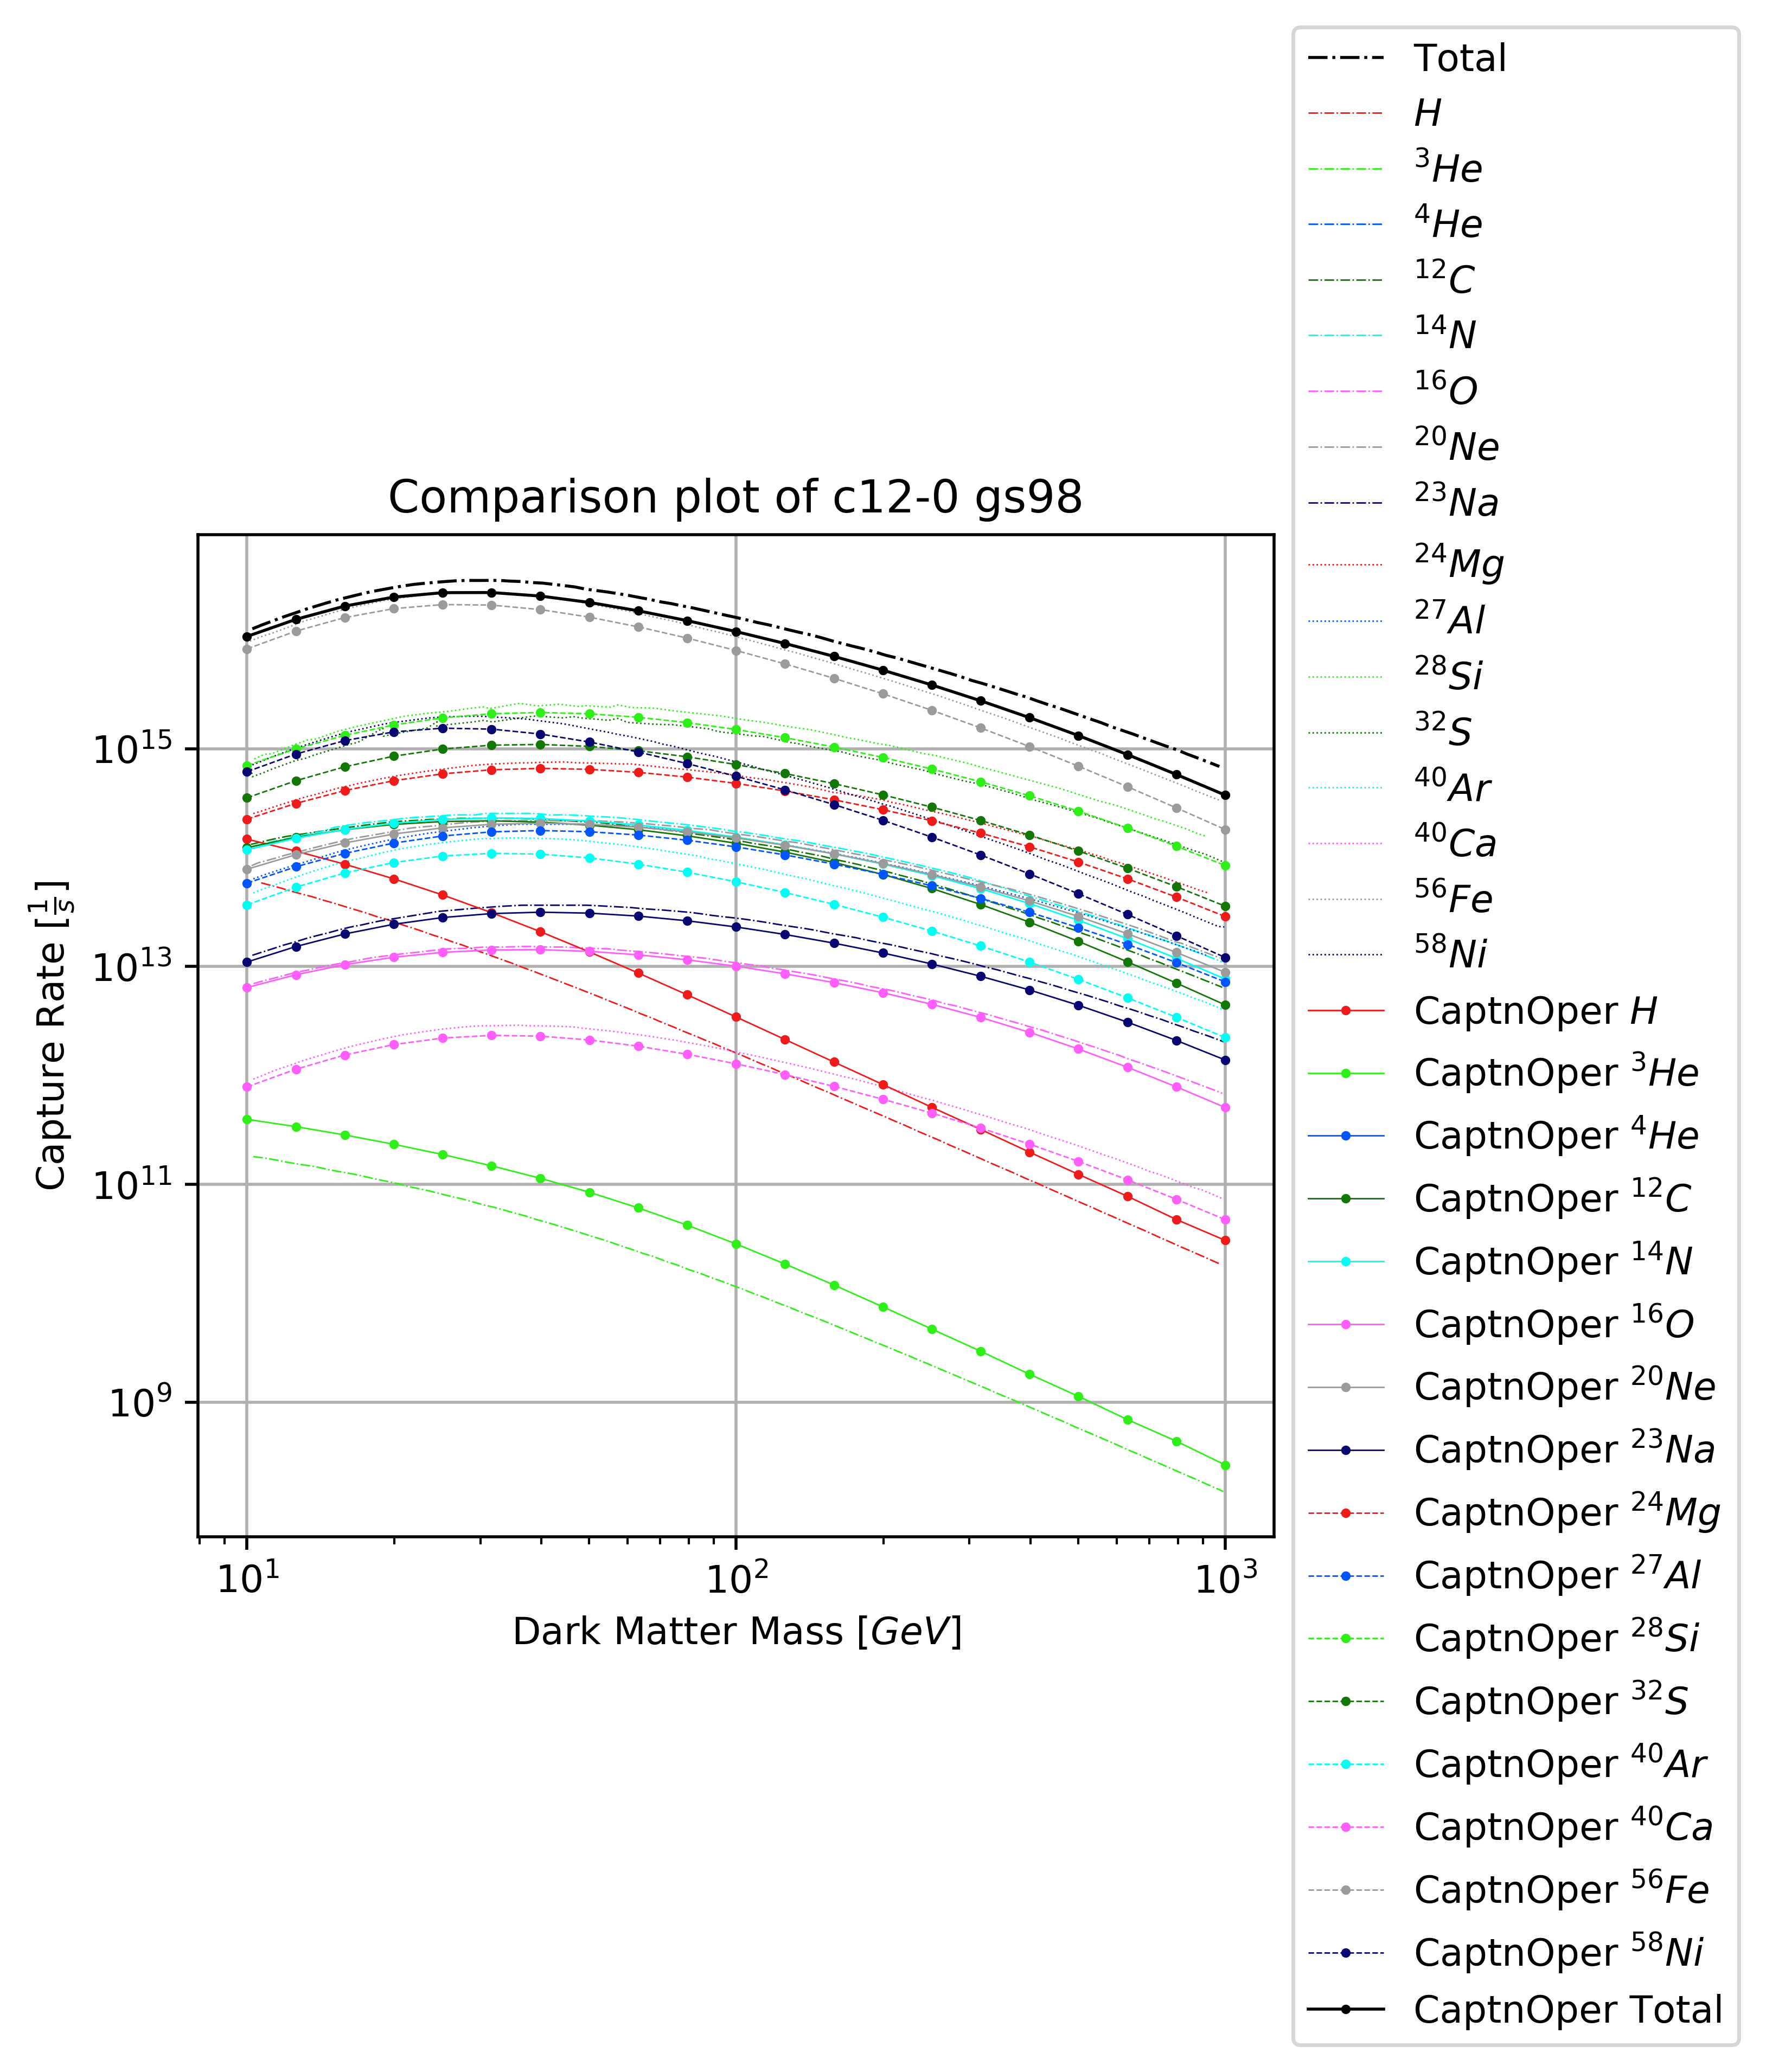 Comparison plot of c12-0 gs98
Capture Rate [1/s]
10^15
10^13
10^11
10^9
10^1 10^2 10^3
Dark Matter Mass [GeV]
Total
H
^3He
^4He
^12C
^14N
^16O
^20Ne
^23Na
^24Mg
^27Al
^28Si
^32S
^40Ar
^40Ca
^56Fe
^58Ni
CaptnOper H
CaptnOper ^3He
CaptnOper ^4He
CaptnOper ^12C
CaptnOper ^14N
CaptnOper ^16O
CaptnOper ^20Ne
CaptnOper ^23Na
CaptnOper ^24Mg
CaptnOper ^27Al
CaptnOper ^28Si
CaptnOper ^32S
CaptnOper ^40Ar
CaptnOper ^40Ca
CaptnOper ^56Fe
CaptnOper ^58Ni
CaptnOper Total